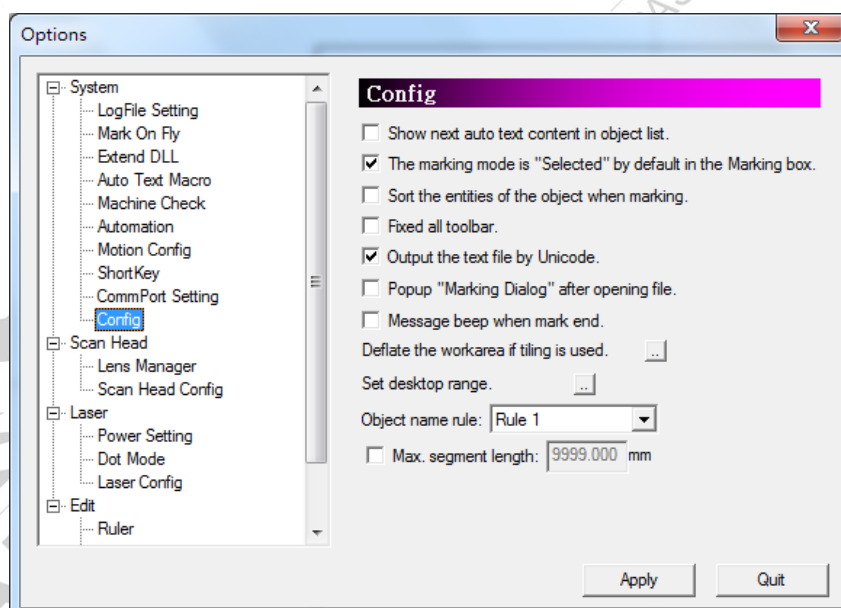 Options
System
LogFile Setting
Mark On Fly
Extend DLL
Auto Text Macro
Machine Check
Automation
Motion Config
ShortKey
CommPort Setting
Config
Scan Head
Lens Manager
Scan Head Config
Laser
Power Setting
Dot Mode
Laser Config
Edit
Ruler
Config
Show next auto text content in object list.
The marking mode is "Selected" by default in the Marking box.
Sort the entities of the object when marking.
Fixed all toolbar.
Output the text file by Unicode.
Popup "Marking Dialog" after opening file.
Message beep when mark end.
Deflate the workarea if tiling is used. ..
Set desktop range. ..
Object name rule: Rule 1
Max. segment length: 9999.000 mm
Apply Quit